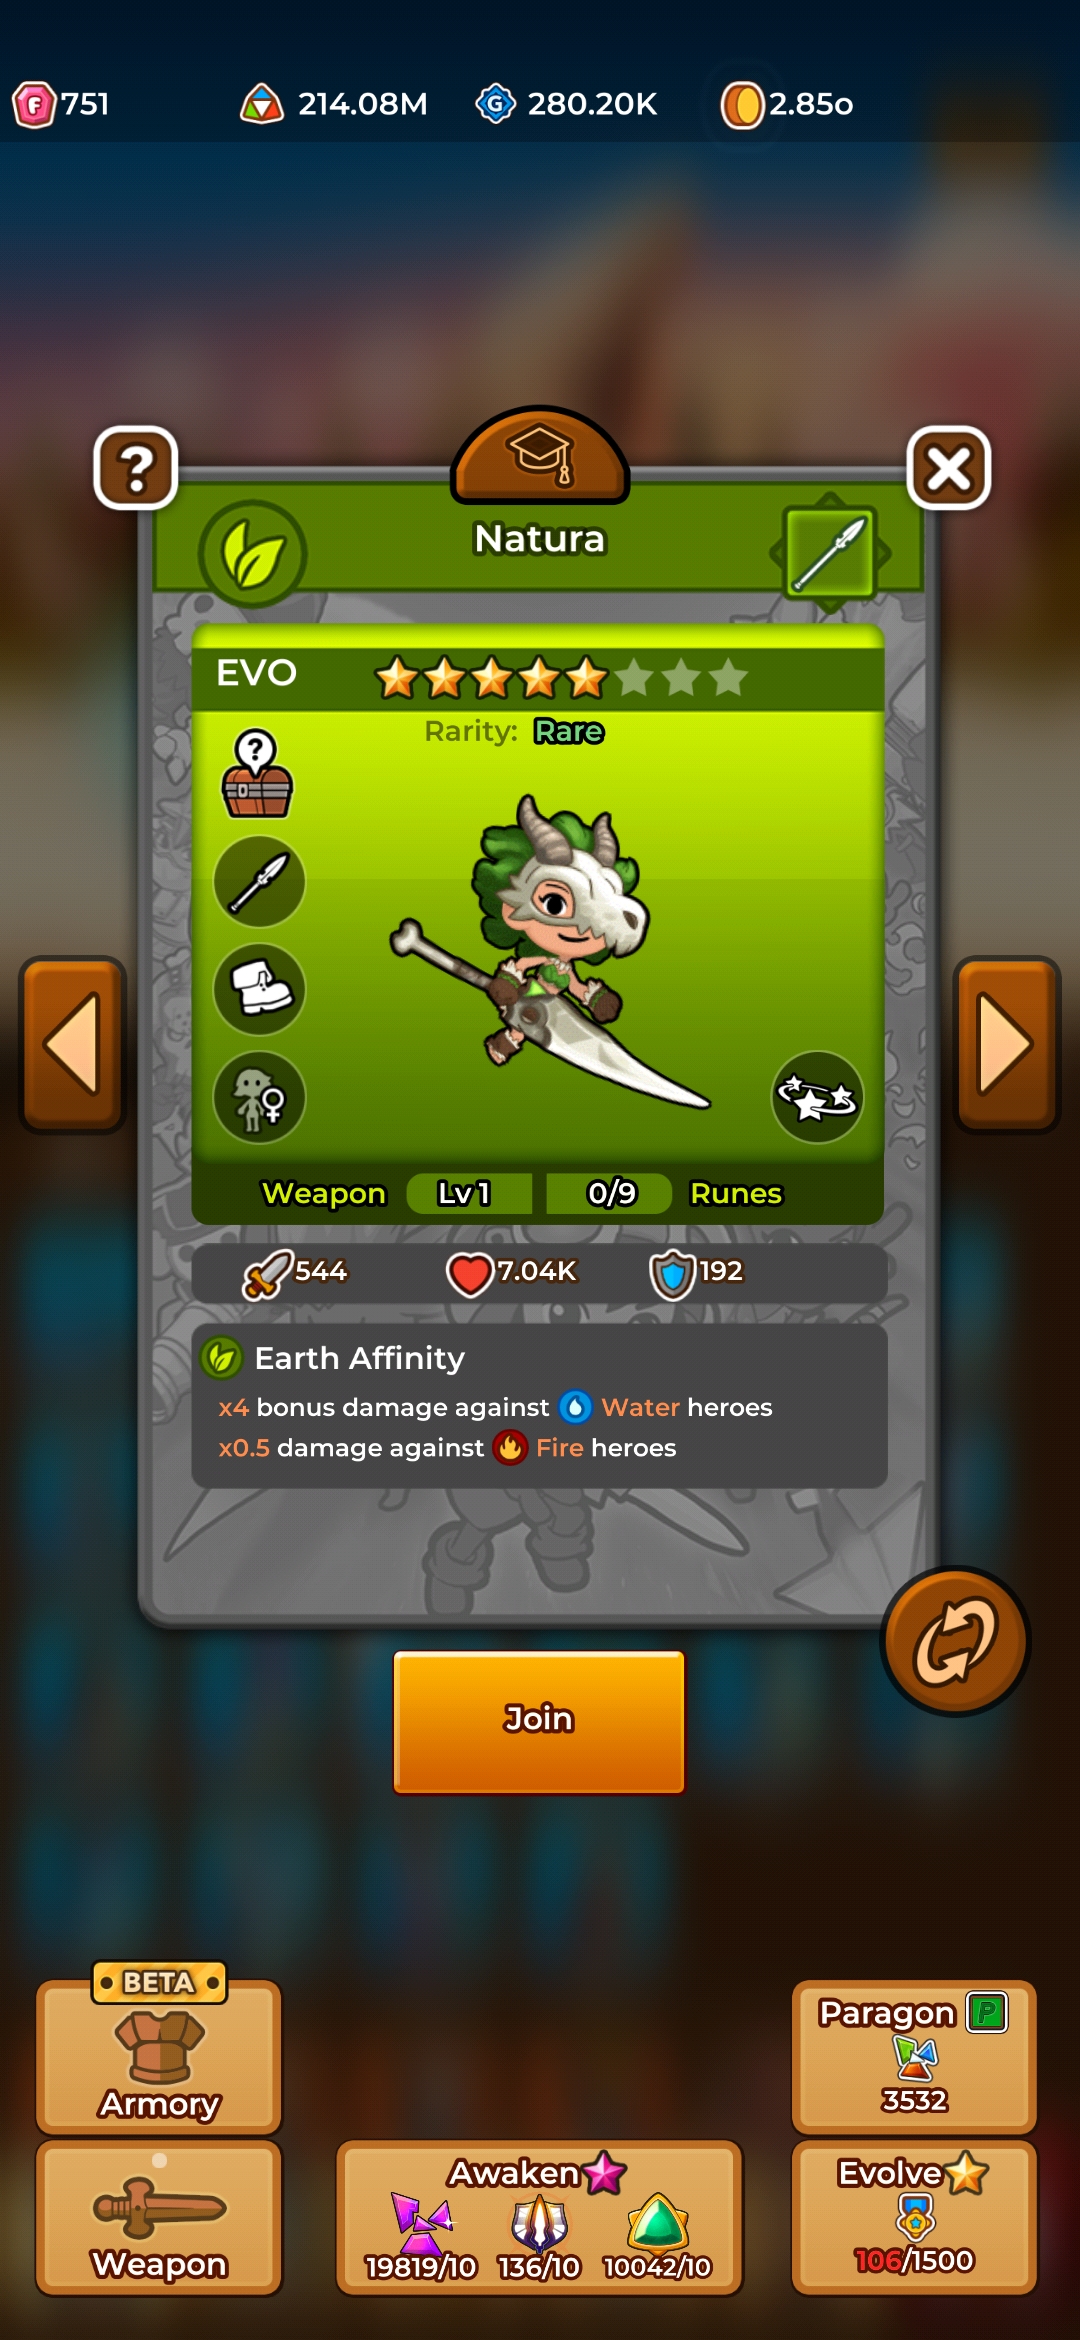 751 214.08M 280.20K 2.85o
?
Natura
EVO
Rarity: Rare
?
Weapon Lv 1 0/9 Runes
544 7.04K 192
Earth Affinity
x4 bonus damage against Water heroes
x0.5 damage against Fire heroes
Join
BETA
Armory
Paragon P
3532
Weapon
Awaken
19819/10 136/10 10042/10
Evolve
106/1500